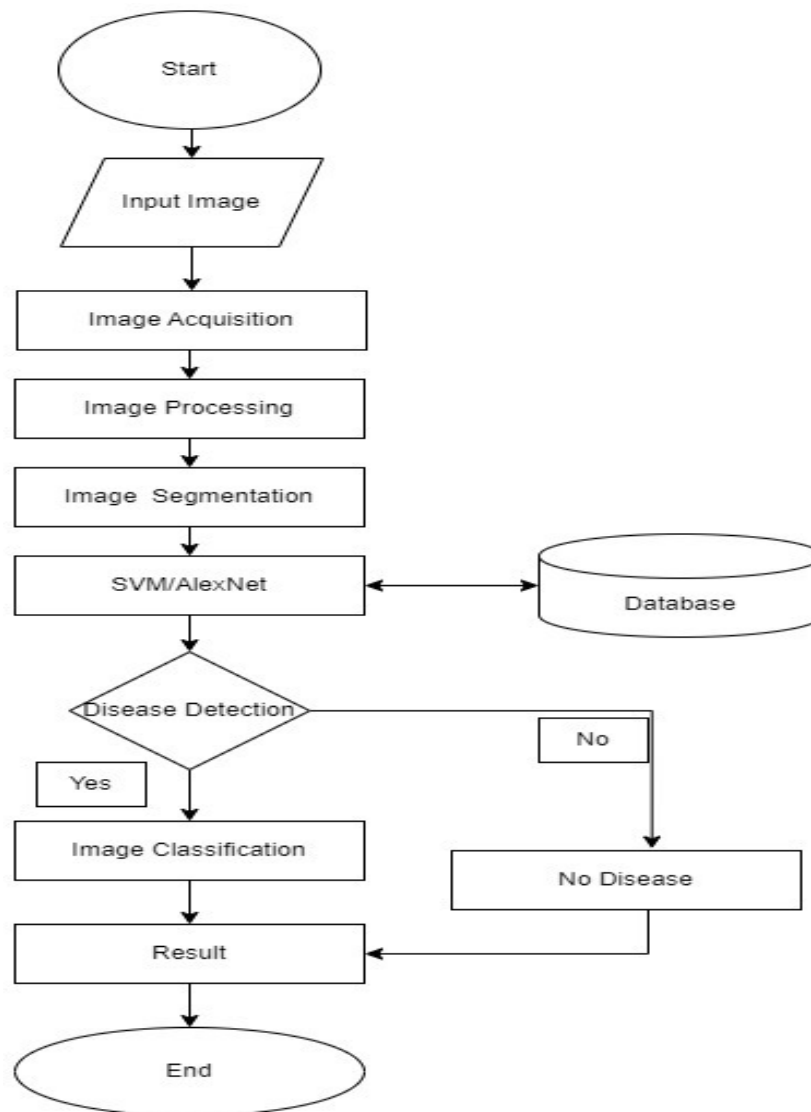 Start
Input Image
Image Acquisition
Image Processing
Image Segmentation
SVM/AlexNet
Database
Disease Detection
No
Yes
Image Classification
No Disease
Result
End